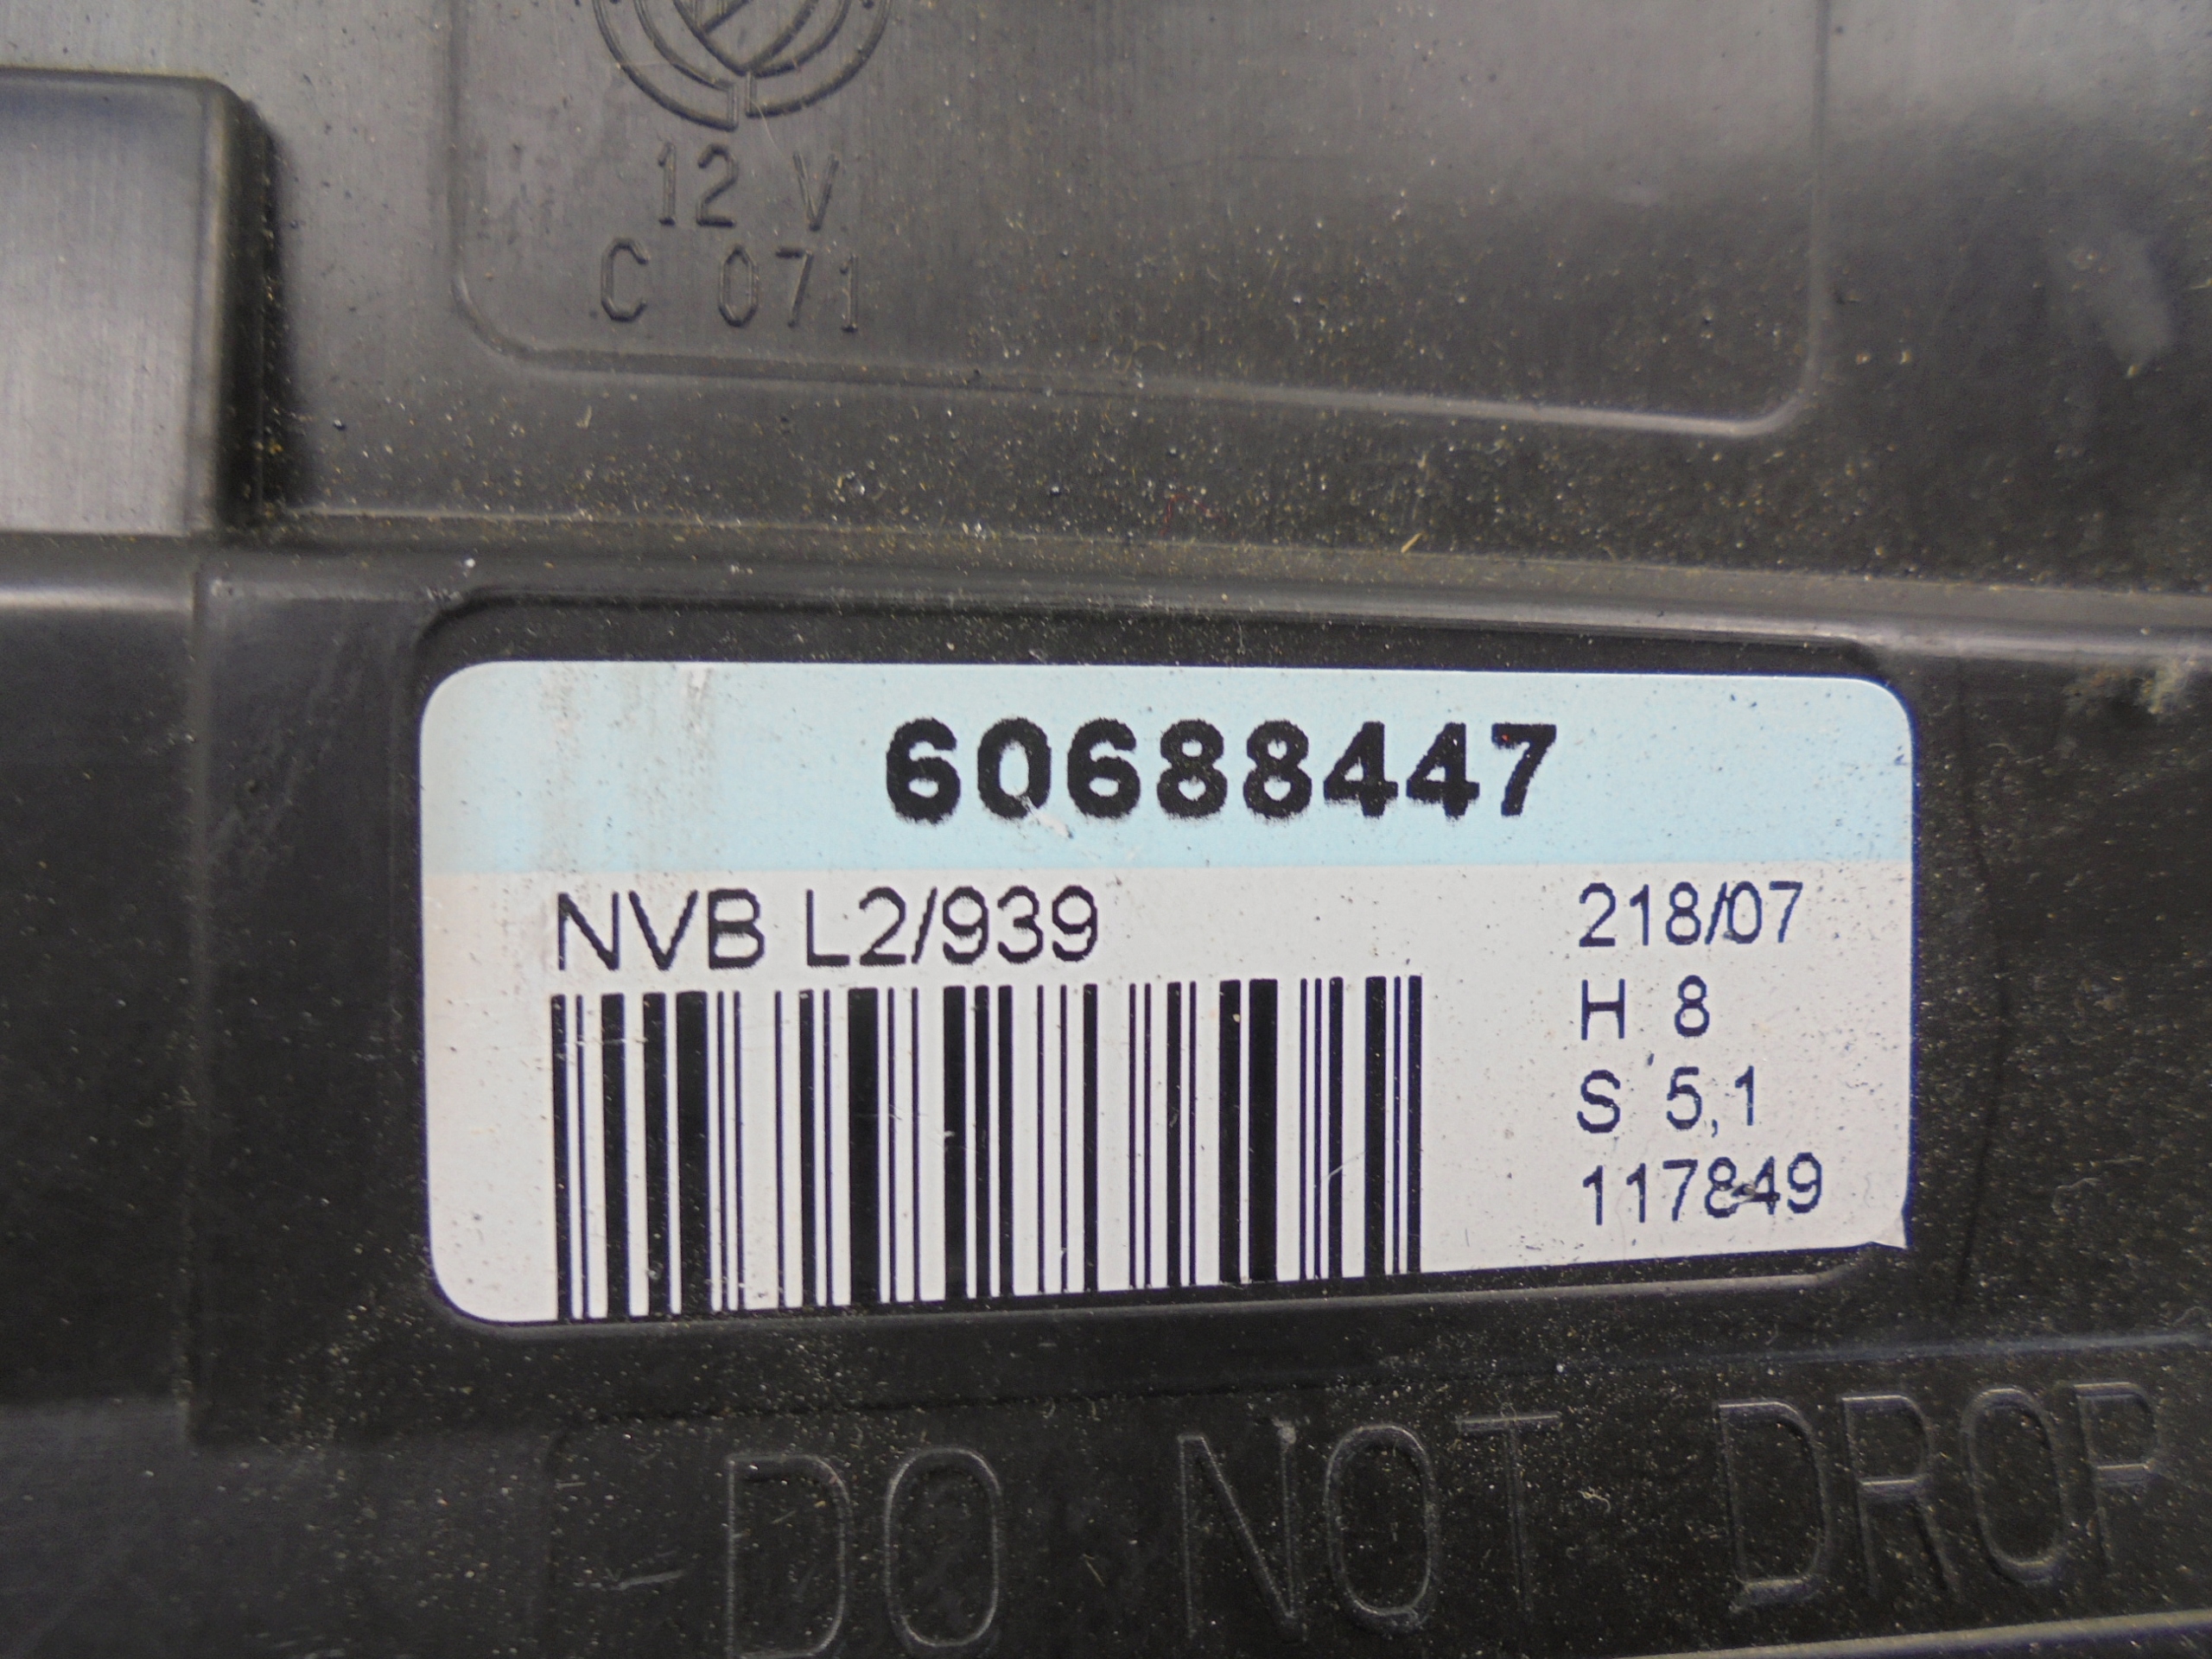 12 V
C 071
60688447
NVB L2/939
218/07
H 8
S 5,1
117849
DO NOT DROP